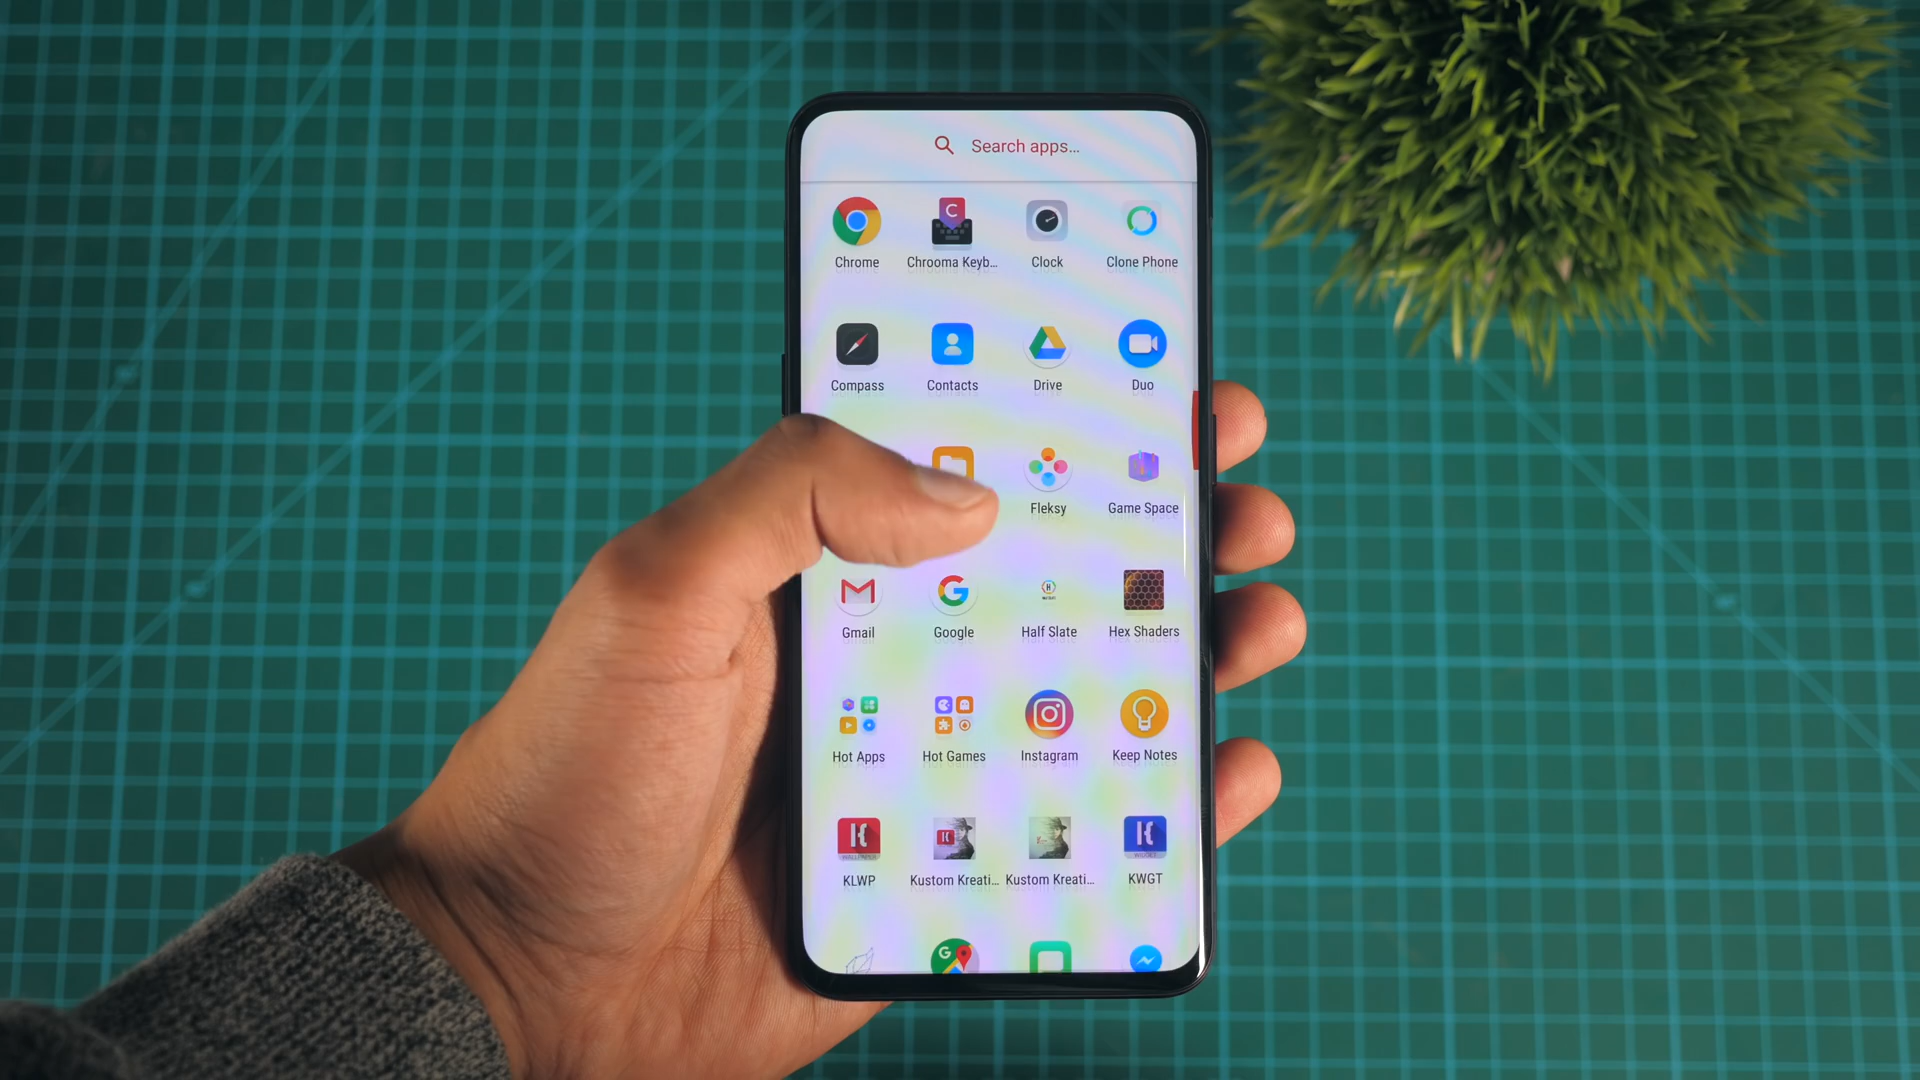 Search apps...
Chrome Chrooma Keyb... Clock Clone Phone
Compass Contacts Drive Duo
Fleksy Game Space
Gmail Google Half Slate Hex Shaders
Hot Apps Hot Games Instagram Keep Notes
KLWP Kustom Kreati... Kustom Kreati... KWGT